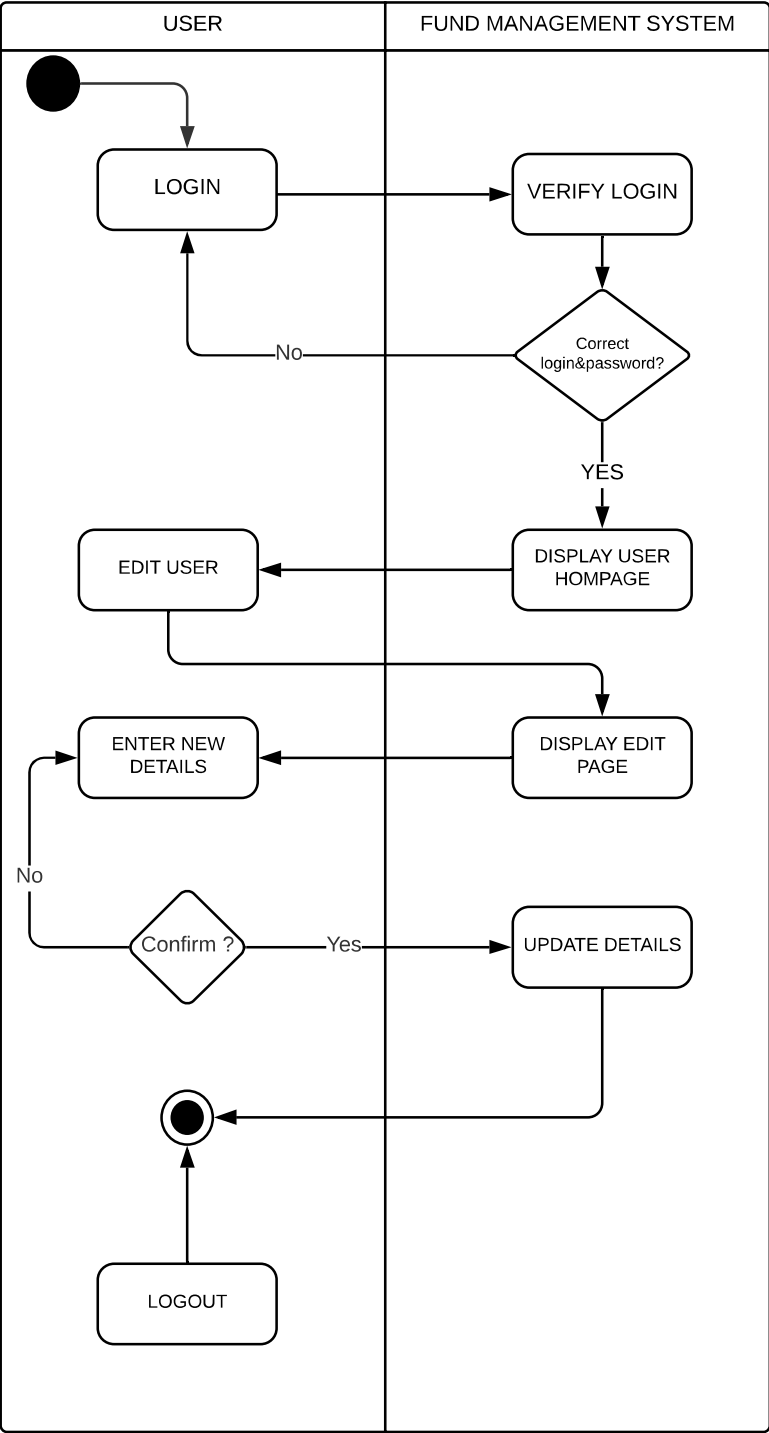 USER
FUND MANAGEMENT SYSTEM
LOGIN
VERIFY LOGIN
Correct
login&password?
No
YES
EDIT USER
DISPLAY USER
HOMPAGE
ENTER NEW
DETAILS
DISPLAY EDIT
PAGE
No
Confirm ?
Yes
UPDATE DETAILS
LOGOUT